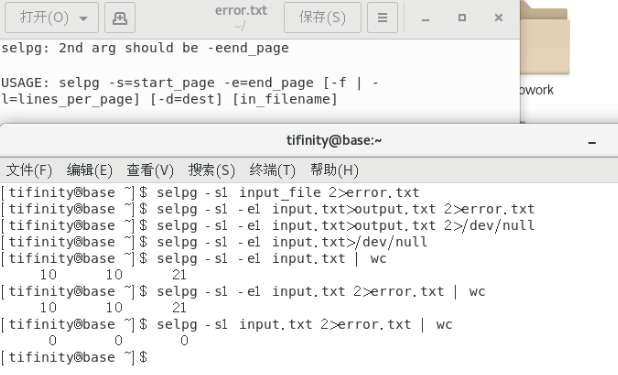 打开(O)
error.txt
~/
保存(S)
selpg: 2nd arg should be -eend_page
USAGE: selpg -s=start_page -e=end_page [-f | -
l=lines_per_page] [-d=dest] [in_filename]
owork
tifinity@base:~
文件(F) 编辑(E) 查看(V) 搜索(S) 终端(T) 帮助(H)
[tifinity@base ~]$ selpg -s1 input_file 2>error.txt
[tifinity@base ~]$ selpg -s1 -e1 input.txt>output.txt 2>error.txt
[tifinity@base ~]$ selpg -s1 -e1 input.txt>output.txt 2>/dev/null
[tifinity@base ~]$ selpg -s1 -e1 input.txt>/dev/null
[tifinity@base ~]$ selpg -s1 -e1 input.txt | wc
10 10 21
[tifinity@base ~]$ selpg -s1 -e1 input.txt 2>error.txt | wc
10 10 21
[tifinity@base ~]$ selpg -s1 input.txt 2>error.txt | wc
0 0 0
[tifinity@base ~]$